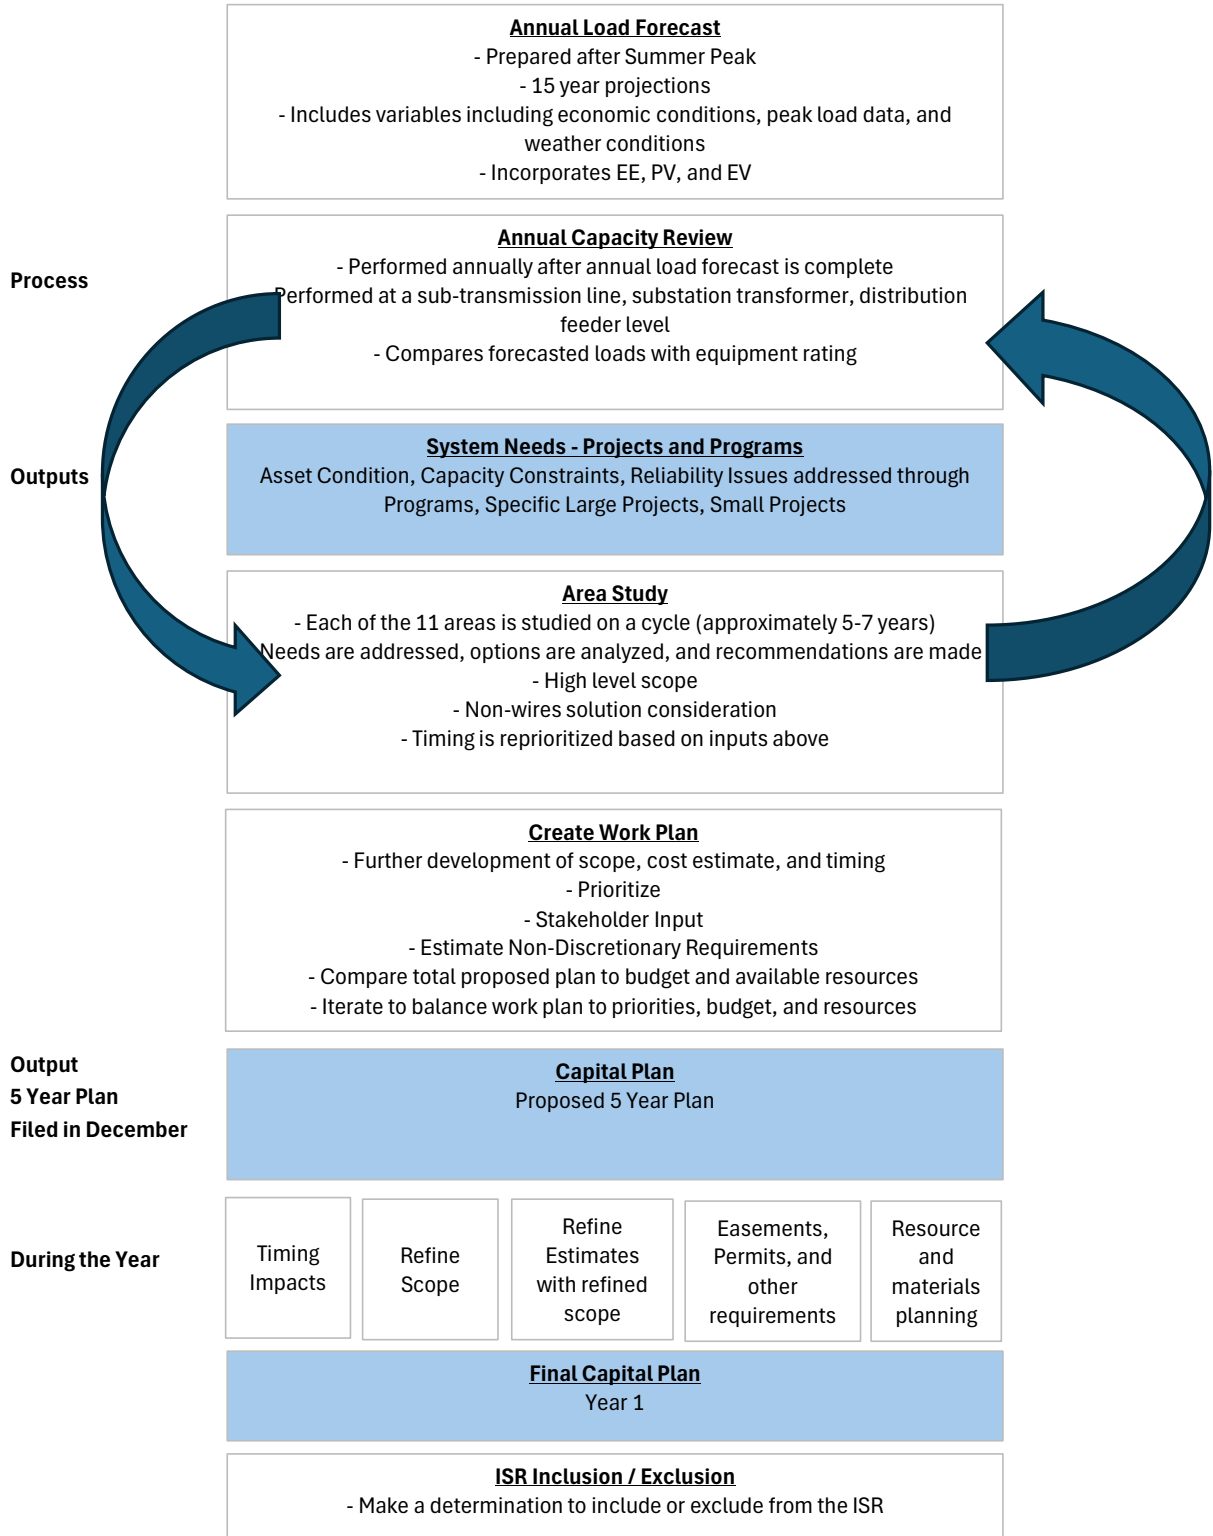 Annual Load Forecast
- Prepared after Summer Peak
- 15 year projections
- Includes variables including economic conditions, peak load data, and
weather conditions
- Incorporates EE, PV, and EV
Process
Annual Capacity Review
- Performed annually after annual load forecast is complete
Performed at a sub-transmission line, substation transformer, distribution
feeder level
- Compares forecasted loads with equipment rating
Outputs
System Needs - Projects and Programs
Asset Condition, Capacity Constraints, Reliability Issues addressed through
Programs, Specific Large Projects, Small Projects
Area Study
- Each of the 11 areas is studied on a cycle (approximately 5-7 years)
Needs are addressed, options are analyzed, and recommendations are made
- High level scope
- Non-wires solution consideration
- Timing is reprioritized based on inputs above
Create Work Plan
- Further development of scope, cost estimate, and timing
- Prioritize
- Stakeholder Input
- Estimate Non-Discretionary Requirements
- Compare total proposed plan to budget and available resources
- Iterate to balance work plan to priorities, budget, and resources
Output
5 Year Plan
Filed in December
Capital Plan
Proposed 5 Year Plan
During the Year
Timing
Impacts
Refine
Scope
Refine
Estimates
with refined
scope
Easements,
Permits, and
other
requirements
Resource
and
materials
planning
Final Capital Plan
Year 1
ISR Inclusion / Exclusion
- Make a determination to include or exclude from the ISR